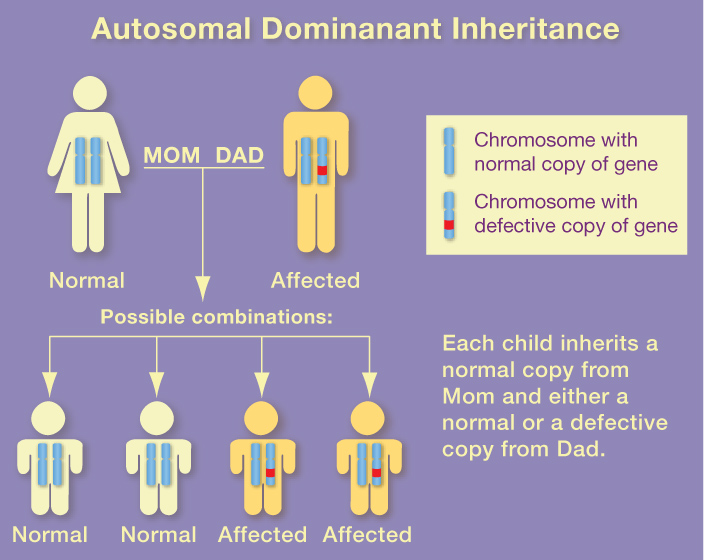 Autosomal Dominanant Inheritance
MOM DAD
Chromosome with
normal copy of gene
Chromosome with
defective copy of gene
Normal
Affected
Possible combinations:
Each child inherits a
normal copy from
Mom and either a
normal or a defective
copy from Dad.
Normal
Normal
Affected
Affected